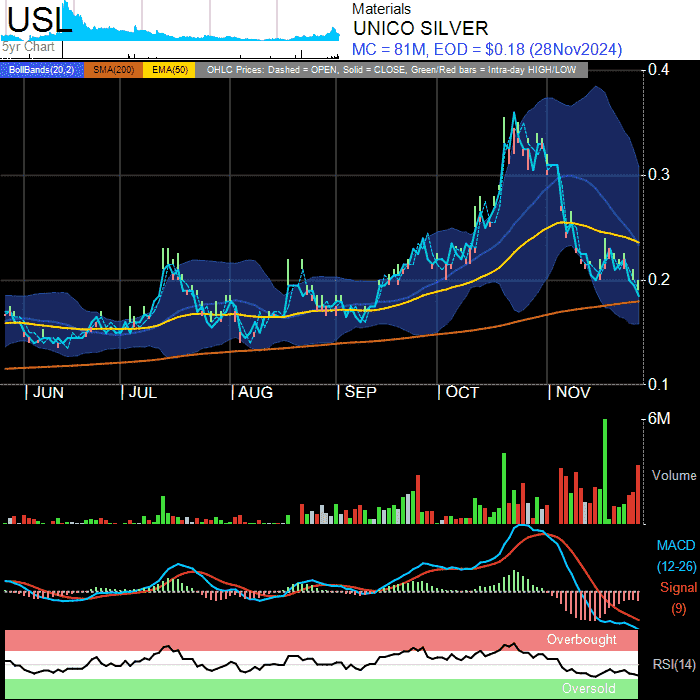 USL
5yr Chart
Materials
UNICO SILVER
MC = 81M, EOD = $0.18 (28Nov2024)
BollBands(20,2) SMA(200) EMA(50) OHLC Prices: Dashed = OPEN, Solid = CLOSE, Green/Red bars = Intra-day HIGH/LOW
0.4
0.3
0.2
0.1
JUN JUL AUG SEP OCT NOV
6M
Volume
MACD
(12-26)
Signal
(9)
Overbought
RSI(14)
Oversold